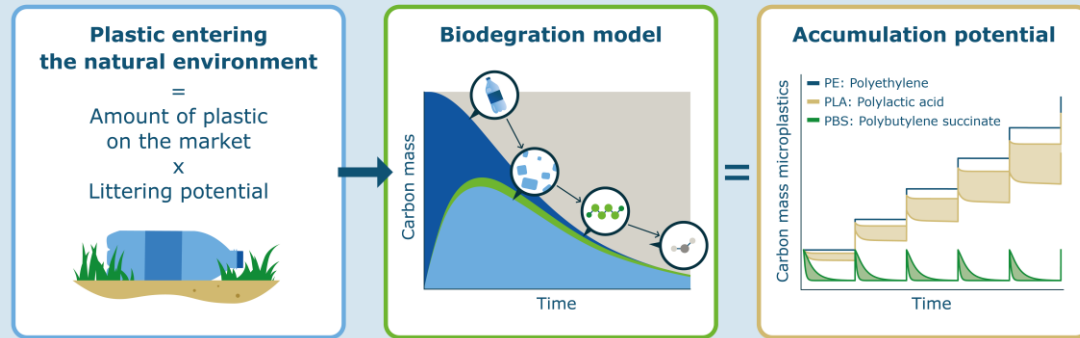 Plastic entering
the natural environment
=
Amount of plastic
on the market
x
Littering potential
Biodegration model
Carbon mass
Time
=
Accumulation potential
PE: Polyethylene
PLA: Polylactic acid
PBS: Polybutylene succinate
Carbon mass microplastics
Time